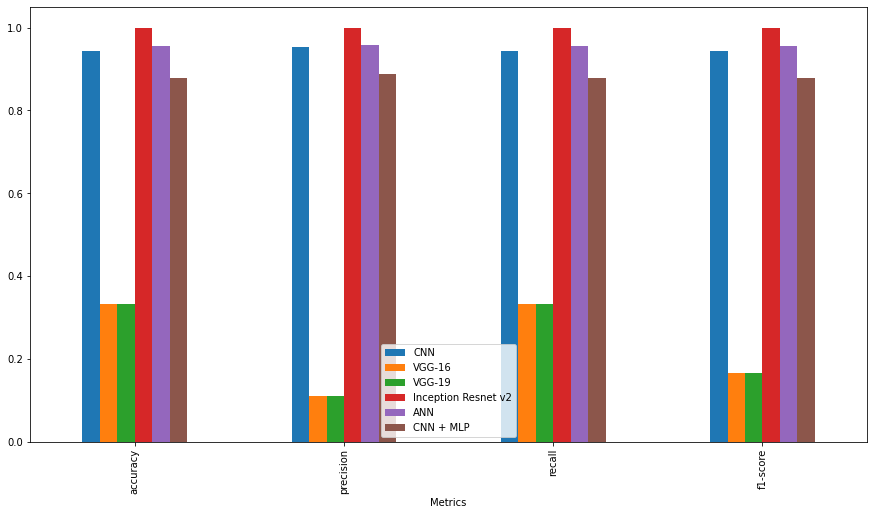 1.0
0.8
0.6
0.4
0.2
0.0
CNN
VGG-16
VGG-19
Inception Resnet v2
ANN
CNN + MLP
accuracy
precision
recall
f1-score
Metrics